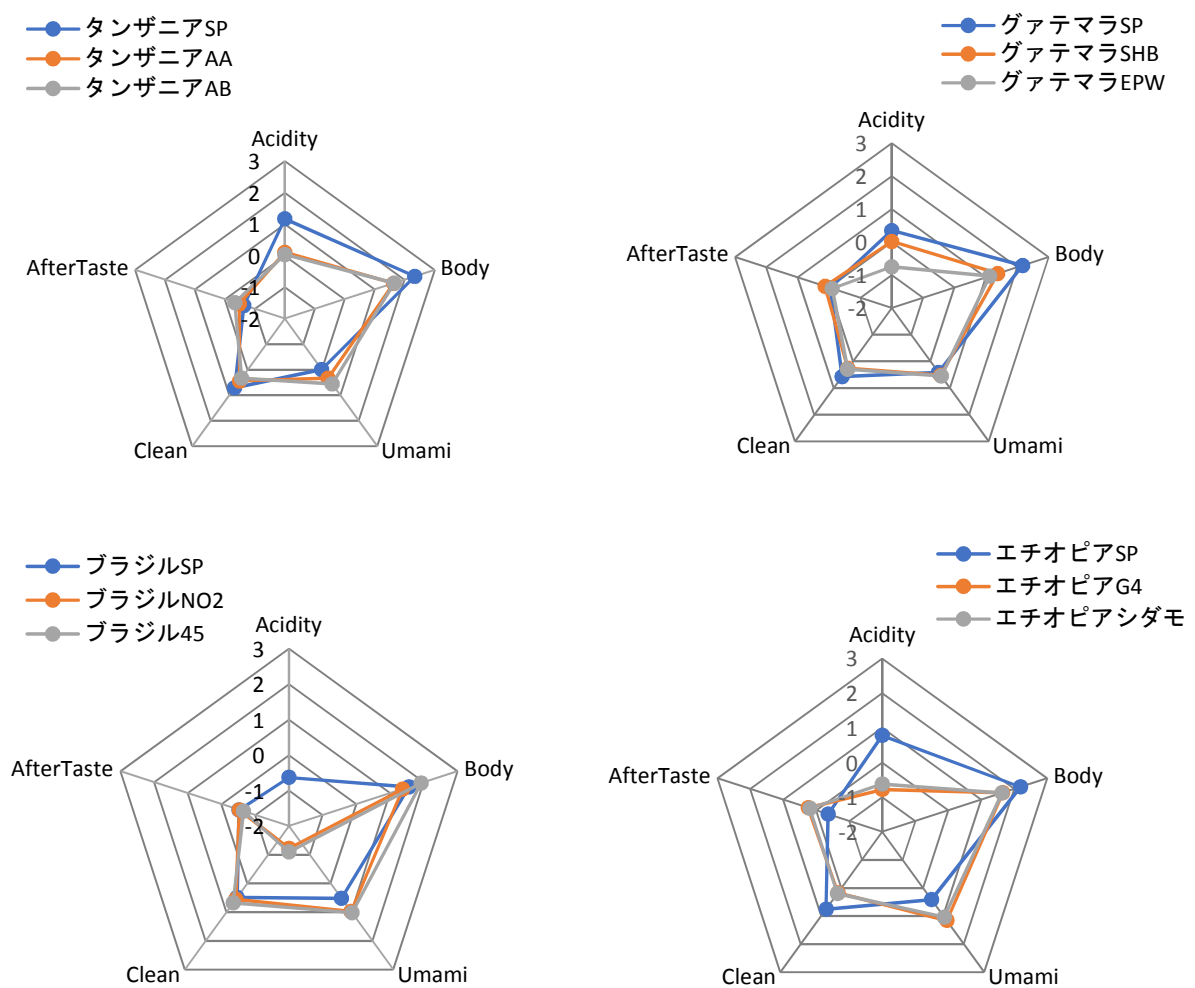 タンザニアSP
タンザニアAA
タンザニアAB
Acidity
3
2
1
0
-1
-2
Body
Umami
Clean
AfterTaste
グァテマラSP
グァテマラSHB
グァテマラEPW
Acidity
3
2
1
0
-1
-2
Body
Umami
Clean
AfterTaste
ブラジルSP
ブラジルNO2
ブラジル45
Acidity
3
2
1
0
-1
-2
Body
Umami
Clean
AfterTaste
エチオピアSP
エチオピアG4
エチオピアシダモ
Acidity
3
2
1
0
-1
-2
Body
Umami
Clean
AfterTaste